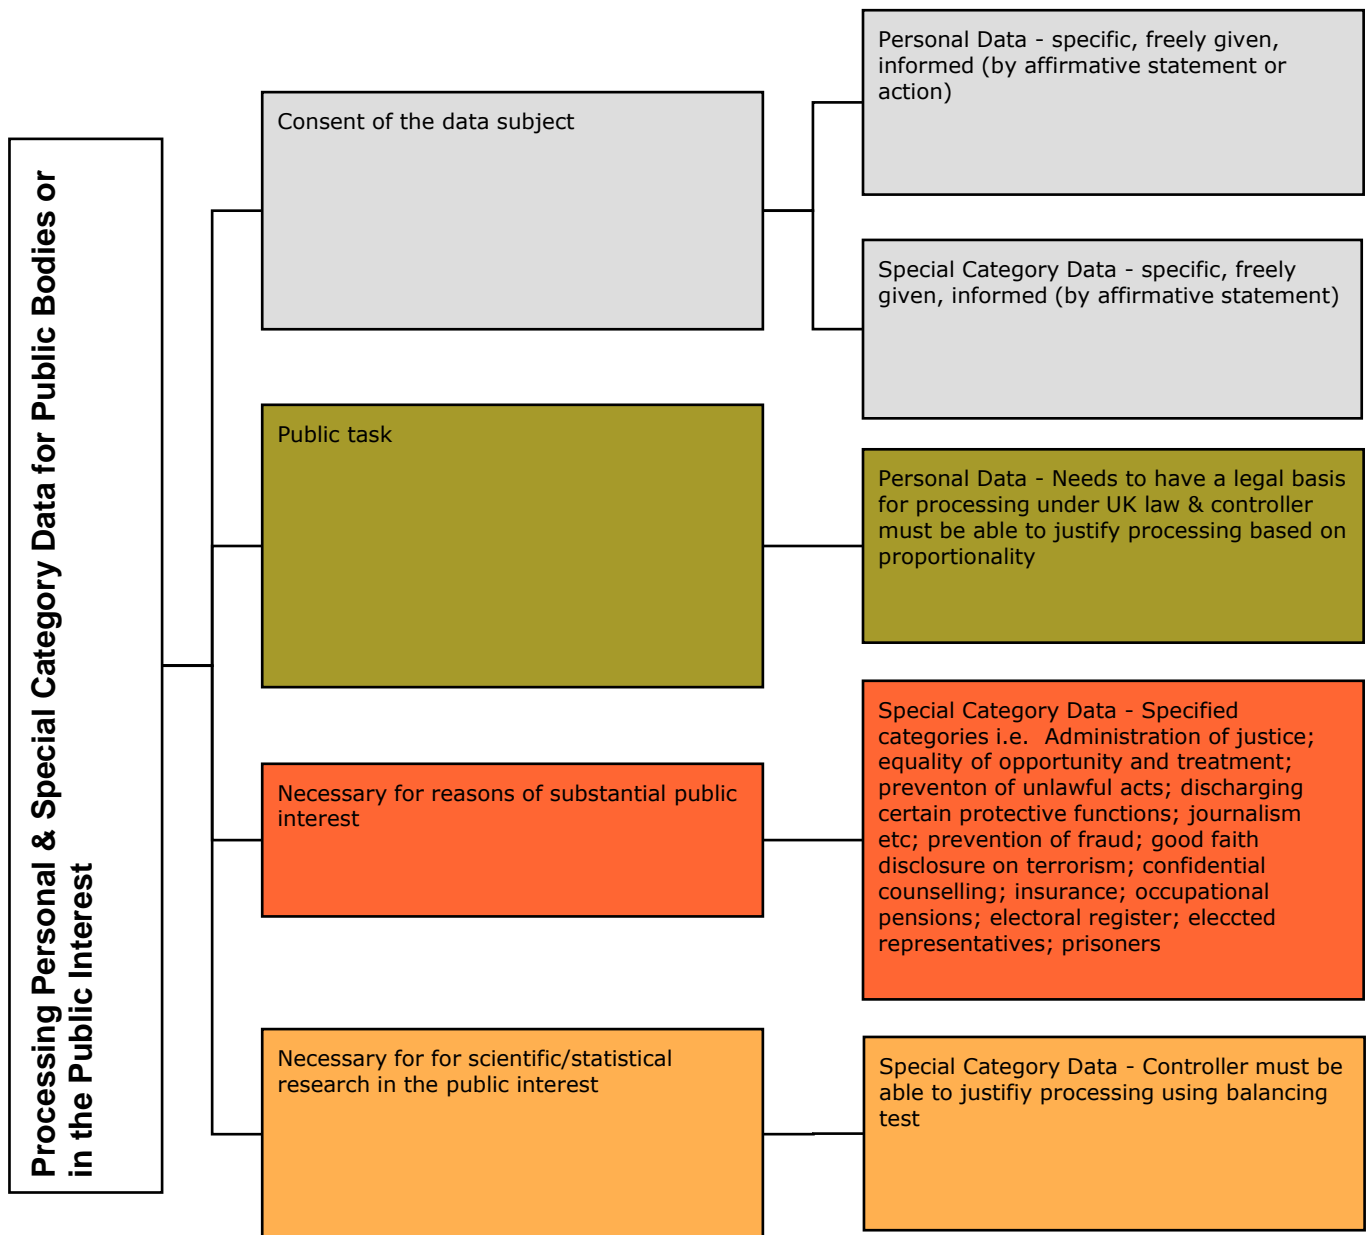 Processing Personal & Special Category Data for Public Bodies or
in the Public Interest
Consent of the data subject
Personal Data - specific, freely given,
informed (by affirmative statement or
action)
Special Category Data - specific, freely
given, informed (by affirmative statement)
Public task
Personal Data - Needs to have a legal basis
for processing under UK law & controller
must be able to justify processing based on
proportionality
Necessary for reasons of substantial public
interest
Special Category Data - Specified
categories i.e.  Administration of justice;
equality of opportunity and treatment;
preventon of unlawful acts; discharging
certain protective functions; journalism
etc; prevention of fraud; good faith
disclosure on terrorism; confidential
counselling; insurance; occupational
pensions; electoral register; eleccted
representatives; prisoners
Necessary for for scientific/statistical
research in the public interest
Special Category Data - Controller must be
able to justifiy processing using balancing
test